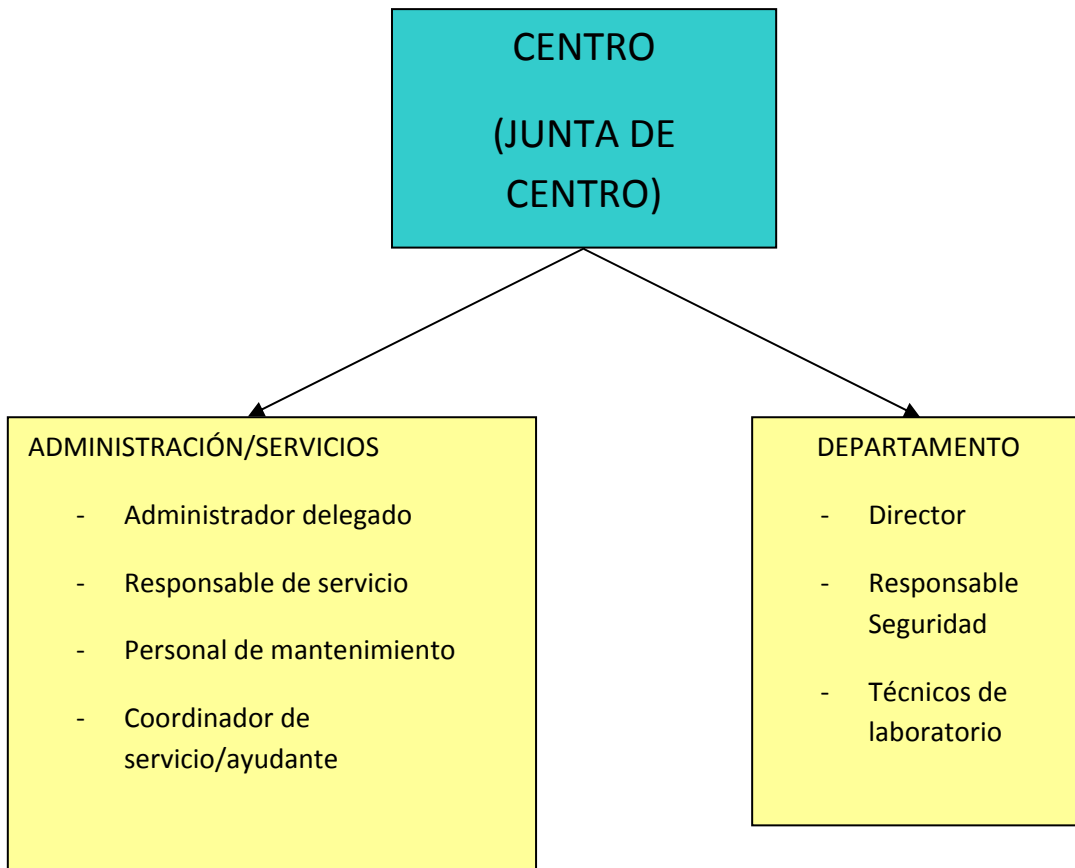 CENTRO
(JUNTA DE
CENTRO)
ADMINISTRACIÓN/SERVICIOS
- Administrador delegado
- Responsable de servicio
- Personal de mantenimiento
- Coordinador de
servicio/ayudante
DEPARTAMENTO
- Director
- Responsable
Seguridad
- Técnicos de
laboratorio